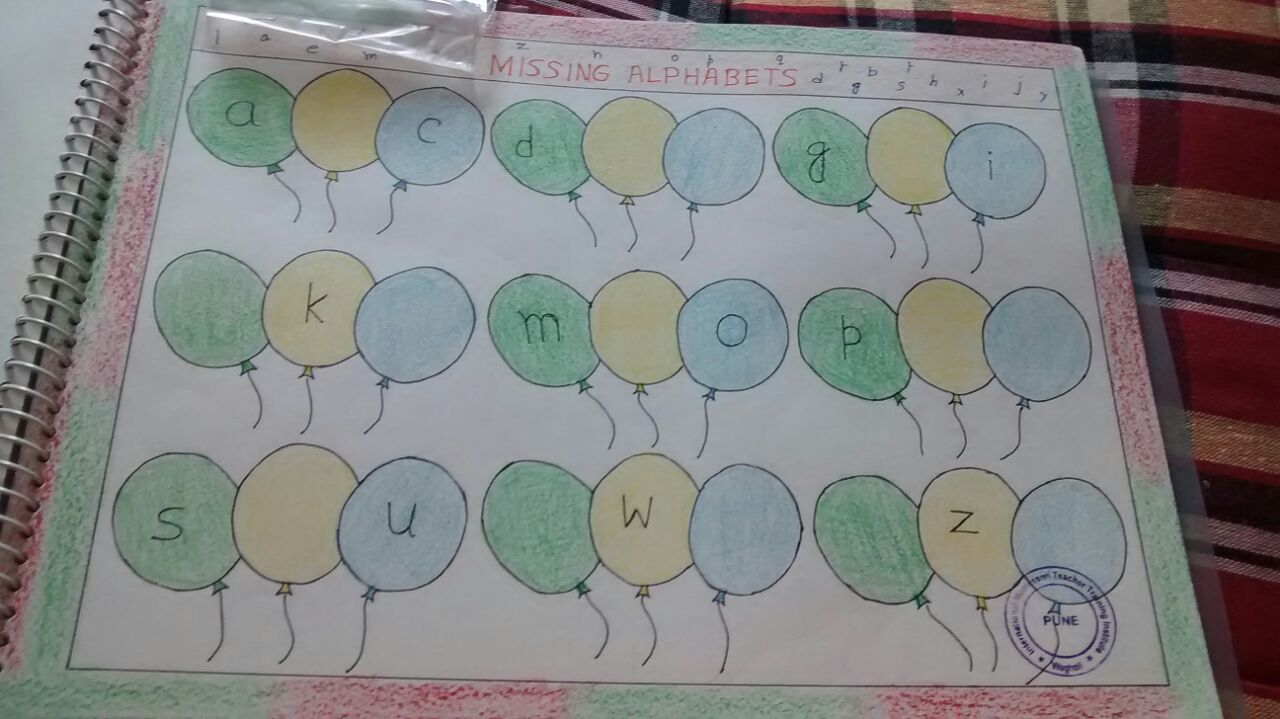 l a e m z n o p q
MISSING ALPHABETS
d r g b s r h x i j y
a c d g i
k m o p
s u w z
International Montessori Teacher Training Institute
PUNE
Wagholi